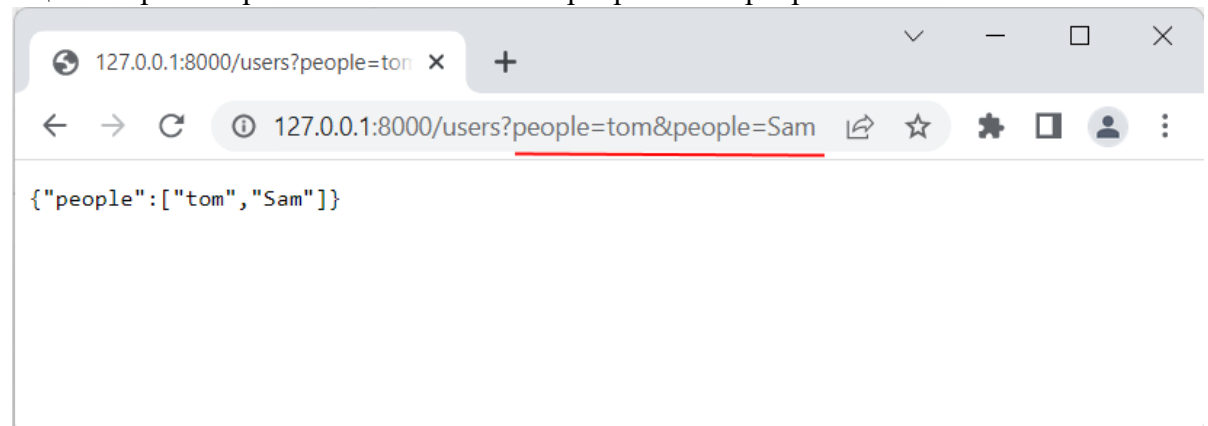 127.0.0.1:8000/users?people=tom
127.0.0.1:8000/users?people=tom&people=Sam
{"people":["tom","Sam"]}